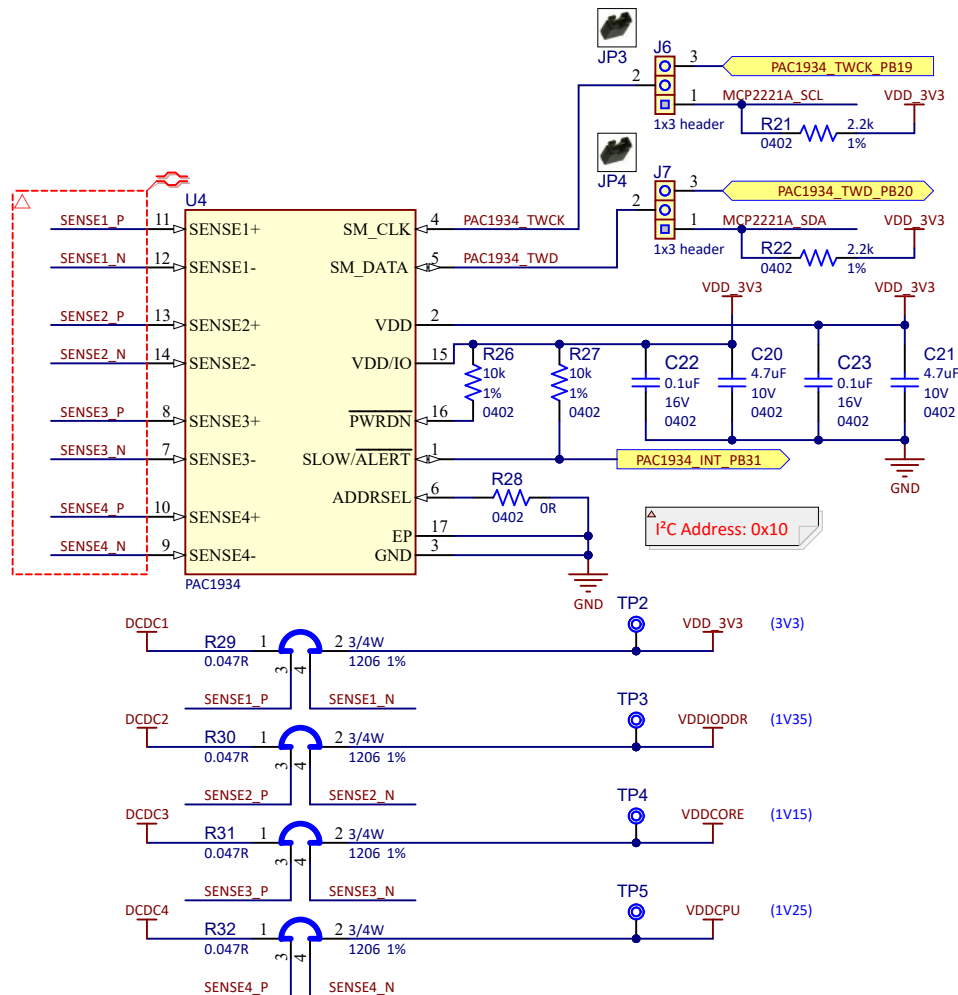 JP3
J6
3
PAC1934_TWCK_PB19
2
1
MCP2221A_SCL
VDD_3V3
1x3 header
R21
2.2k
0402
1%
JP4
J7
3
PAC1934_TWD_PB20
2
1
MCP2221A_SDA
VDD_3V3
1x3 header
R22
2.2k
0402
1%
U4
SENSE1_P
11
SENSE1+
SM_CLK
4
PAC1934_TWCK
SENSE1_N
12
SENSE1-
SM_DATA
5
PAC1934_TWD
VDD_3V3
VDD_3V3
SENSE2_P
13
SENSE2+
VDD
2
SENSE2_N
14
SENSE2-
VDD/IO
15
R26
10k
1%
0402
R27
10k
1%
0402
C22
0.1uF
16V
0402
C20
4.7uF
10V
0402
C23
0.1uF
16V
0402
C21
4.7uF
10V
0402
SENSE3_P
8
SENSE3+
PWRDN
16
SENSE3_N
7
SENSE3-
SLOW/ALERT
1
PAC1934_INT_PB31
GND
ADDRSEL
6
R28
0402
0R
SENSE4_P
10
SENSE4+
EP
17
SENSE4_N
9
SENSE4-
GND
3
I²C Address: 0x10
PAC1934
GND
DCDC1
R29
0.047R
1
2
3/4W
1206 1%
3
4
TP2
VDD_3V3
(3V3)
SENSE1_P
SENSE1_N
DCDC2
R30
0.047R
1
2
3/4W
1206 1%
3
4
TP3
VDDIODDR
(1V35)
SENSE2_P
SENSE2_N
DCDC3
R31
0.047R
1
2
3/4W
1206 1%
3
4
TP4
VDDCORE
(1V15)
SENSE3_P
SENSE3_N
DCDC4
R32
0.047R
1
2
3/4W
1206 1%
3
4
TP5
VDDCPU
(1V25)
SENSE4_P
SENSE4_N